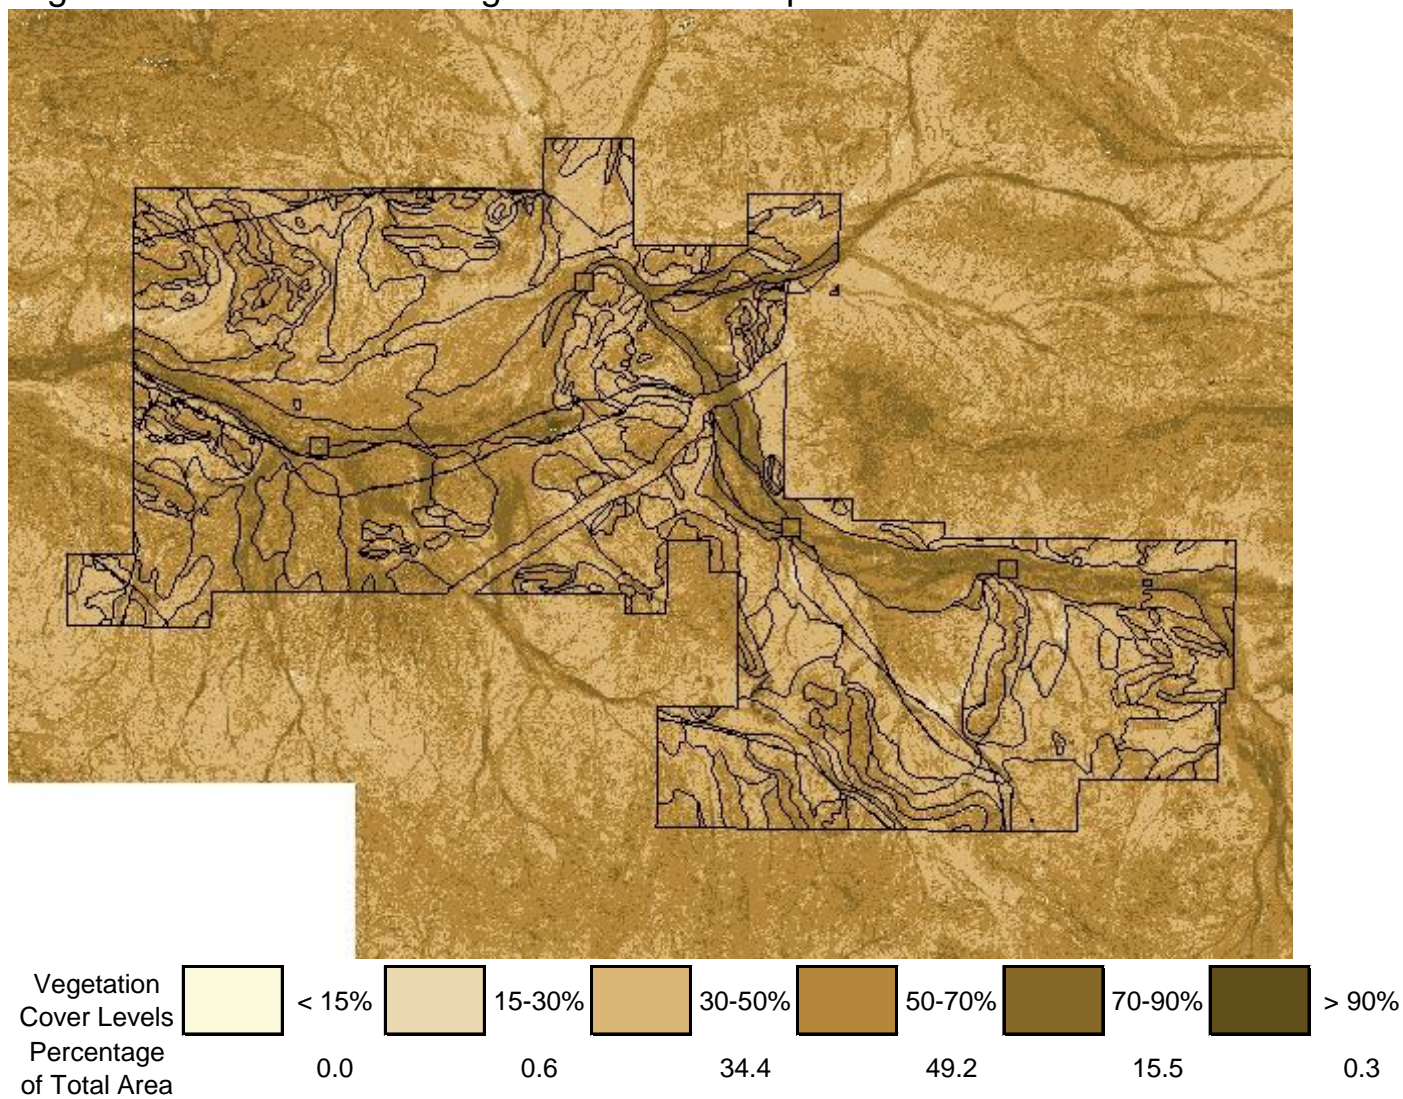 Vegetation
Cover Levels
< 15% 15-30% 30-50% 50-70% 70-90% > 90%
Percentage
of Total Area
0.0 0.6 34.4 49.2 15.5 0.3